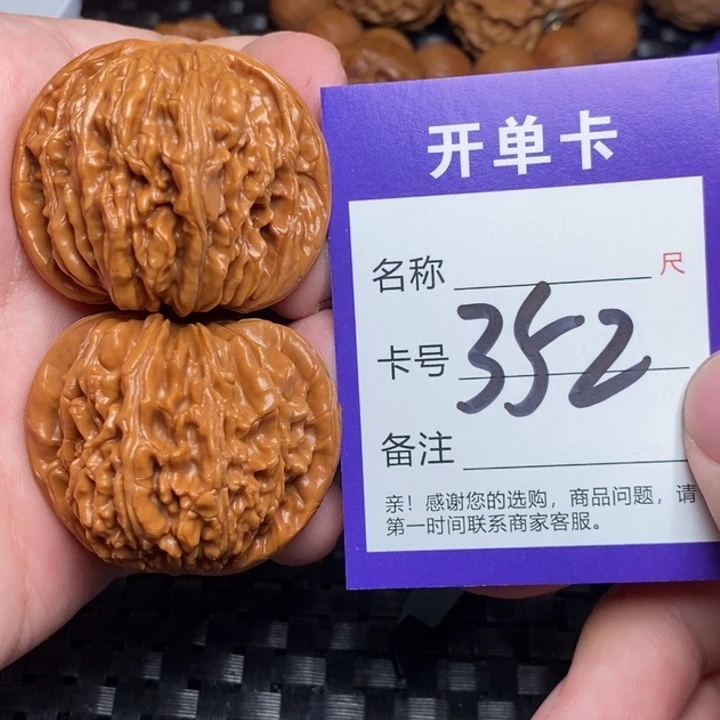 开单卡
名称 尺
卡号 352
备注
亲！感谢您的选购，商品问题，请
第一时间联系商家客服。